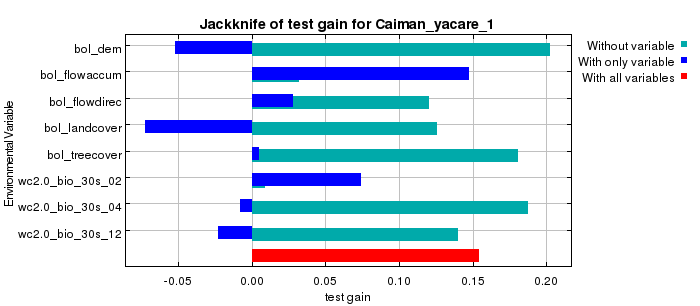 Jackknife of test gain for Caiman_yacare_1
Environmental Variable
bol_dem
bol_flowaccum
bol_flowdirec
bol_landcover
bol_treecover
wc2.0_bio_30s_02
wc2.0_bio_30s_04
wc2.0_bio_30s_12
Without variable
With only variable
With all variables
-0.05 0.00 0.05 0.10 0.15 0.20
test gain